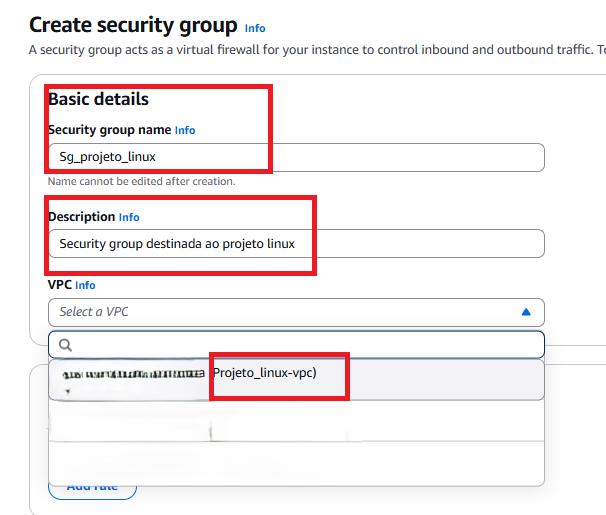 Create security group Info
A security group acts as a virtual firewall for your instance to control inbound and outbound traffic. To
Basic details
Security group name Info
Sg_projeto_linux
Name cannot be edited after creation.
Description Info
Security group destinada ao projeto linux
VPC Info
Select a VPC
Projeto_linux-vpc)
Add rule